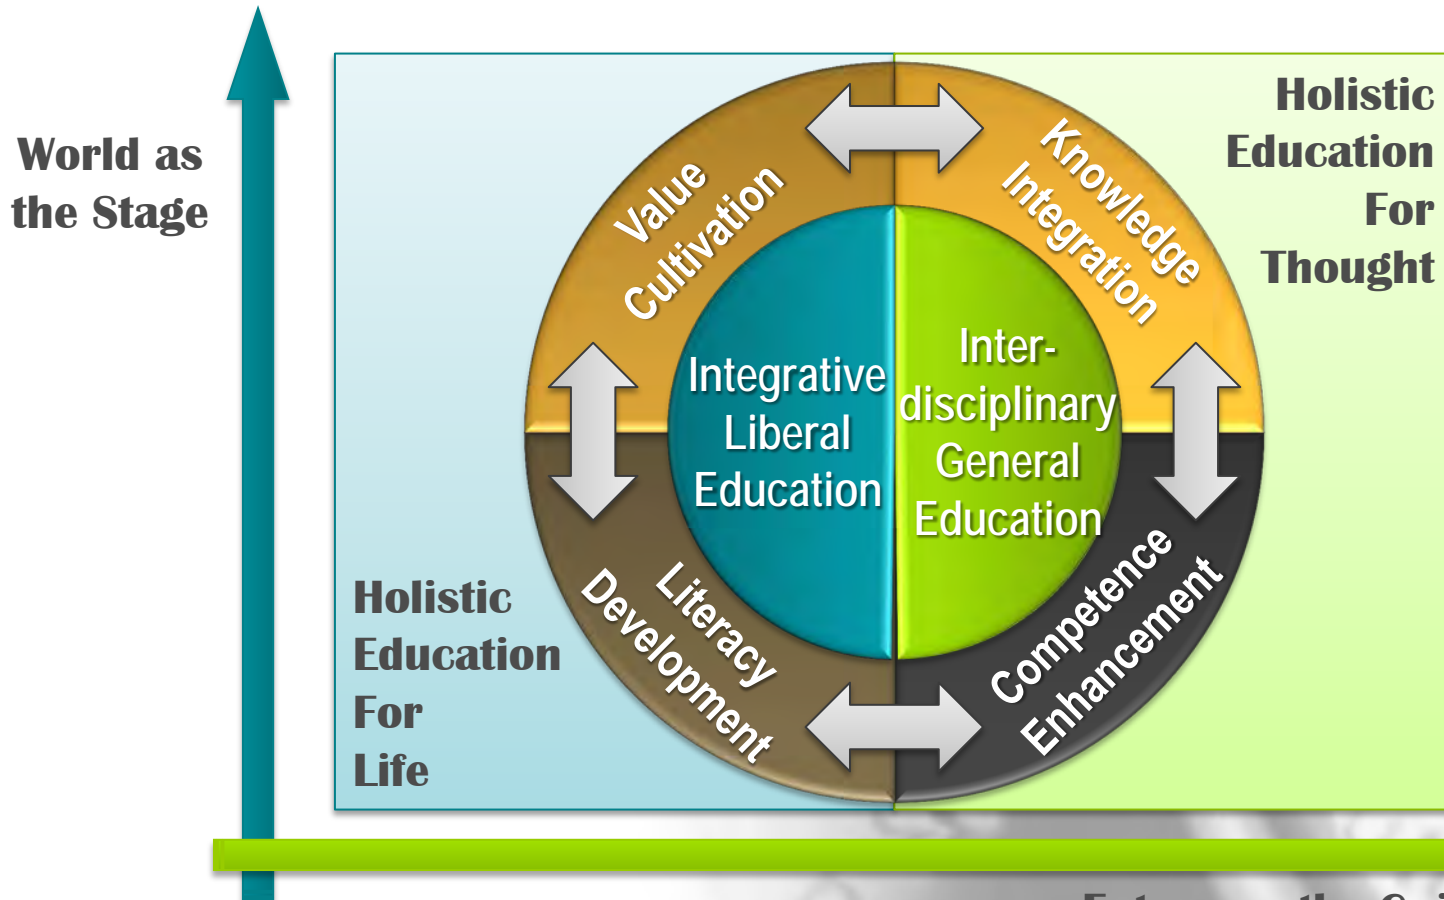 World as
the Stage
Value
Cultivation
Knowledge
Integration
Holistic
Education
For
Thought
Integrative
Liberal
Education
Inter-
disciplinary
General
Education
Holistic
Education
For
Life
Literacy
Development
Competence
Enhancement